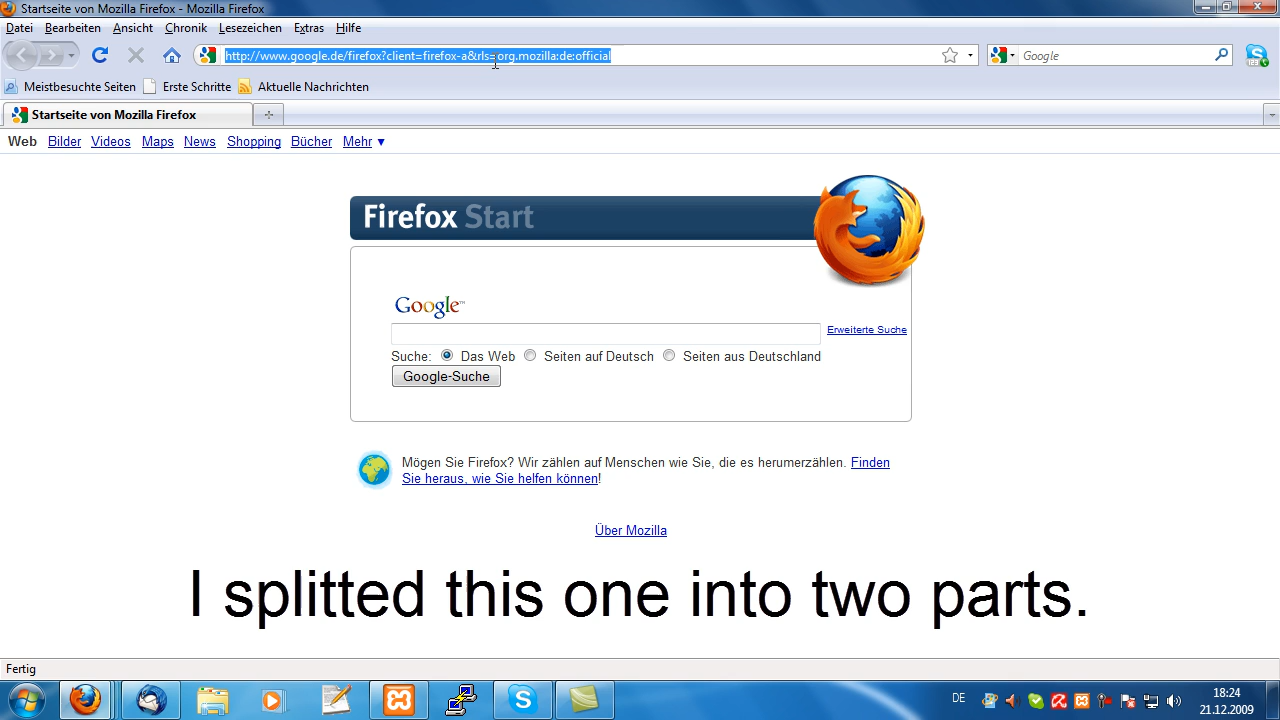 Startseite von Mozilla Firefox - Mozilla Firefox
Datei Bearbeiten Ansicht Chronik Lesezeichen Extras Hilfe
http://www.google.de/firefox?client=firefox-a&rls=org.mozilla:de:official Google
Meistbesuchte Seiten Erste Schritte Aktuelle Nachrichten
Startseite von Mozilla Firefox
Web Bilder Videos Maps News Shopping Bücher Mehr ▼
Firefox Start
Google™
Erweiterte Suche
Suche: Das Web Seiten auf Deutsch Seiten aus Deutschland
Google-Suche
Mögen Sie Firefox? Wir zählen auf Menschen wie Sie, die es herumerzählen. Finden
Sie heraus, wie Sie helfen können!
Über Mozilla
I splitted this one into two parts.
Fertig
DE 18:24
21.12.2009